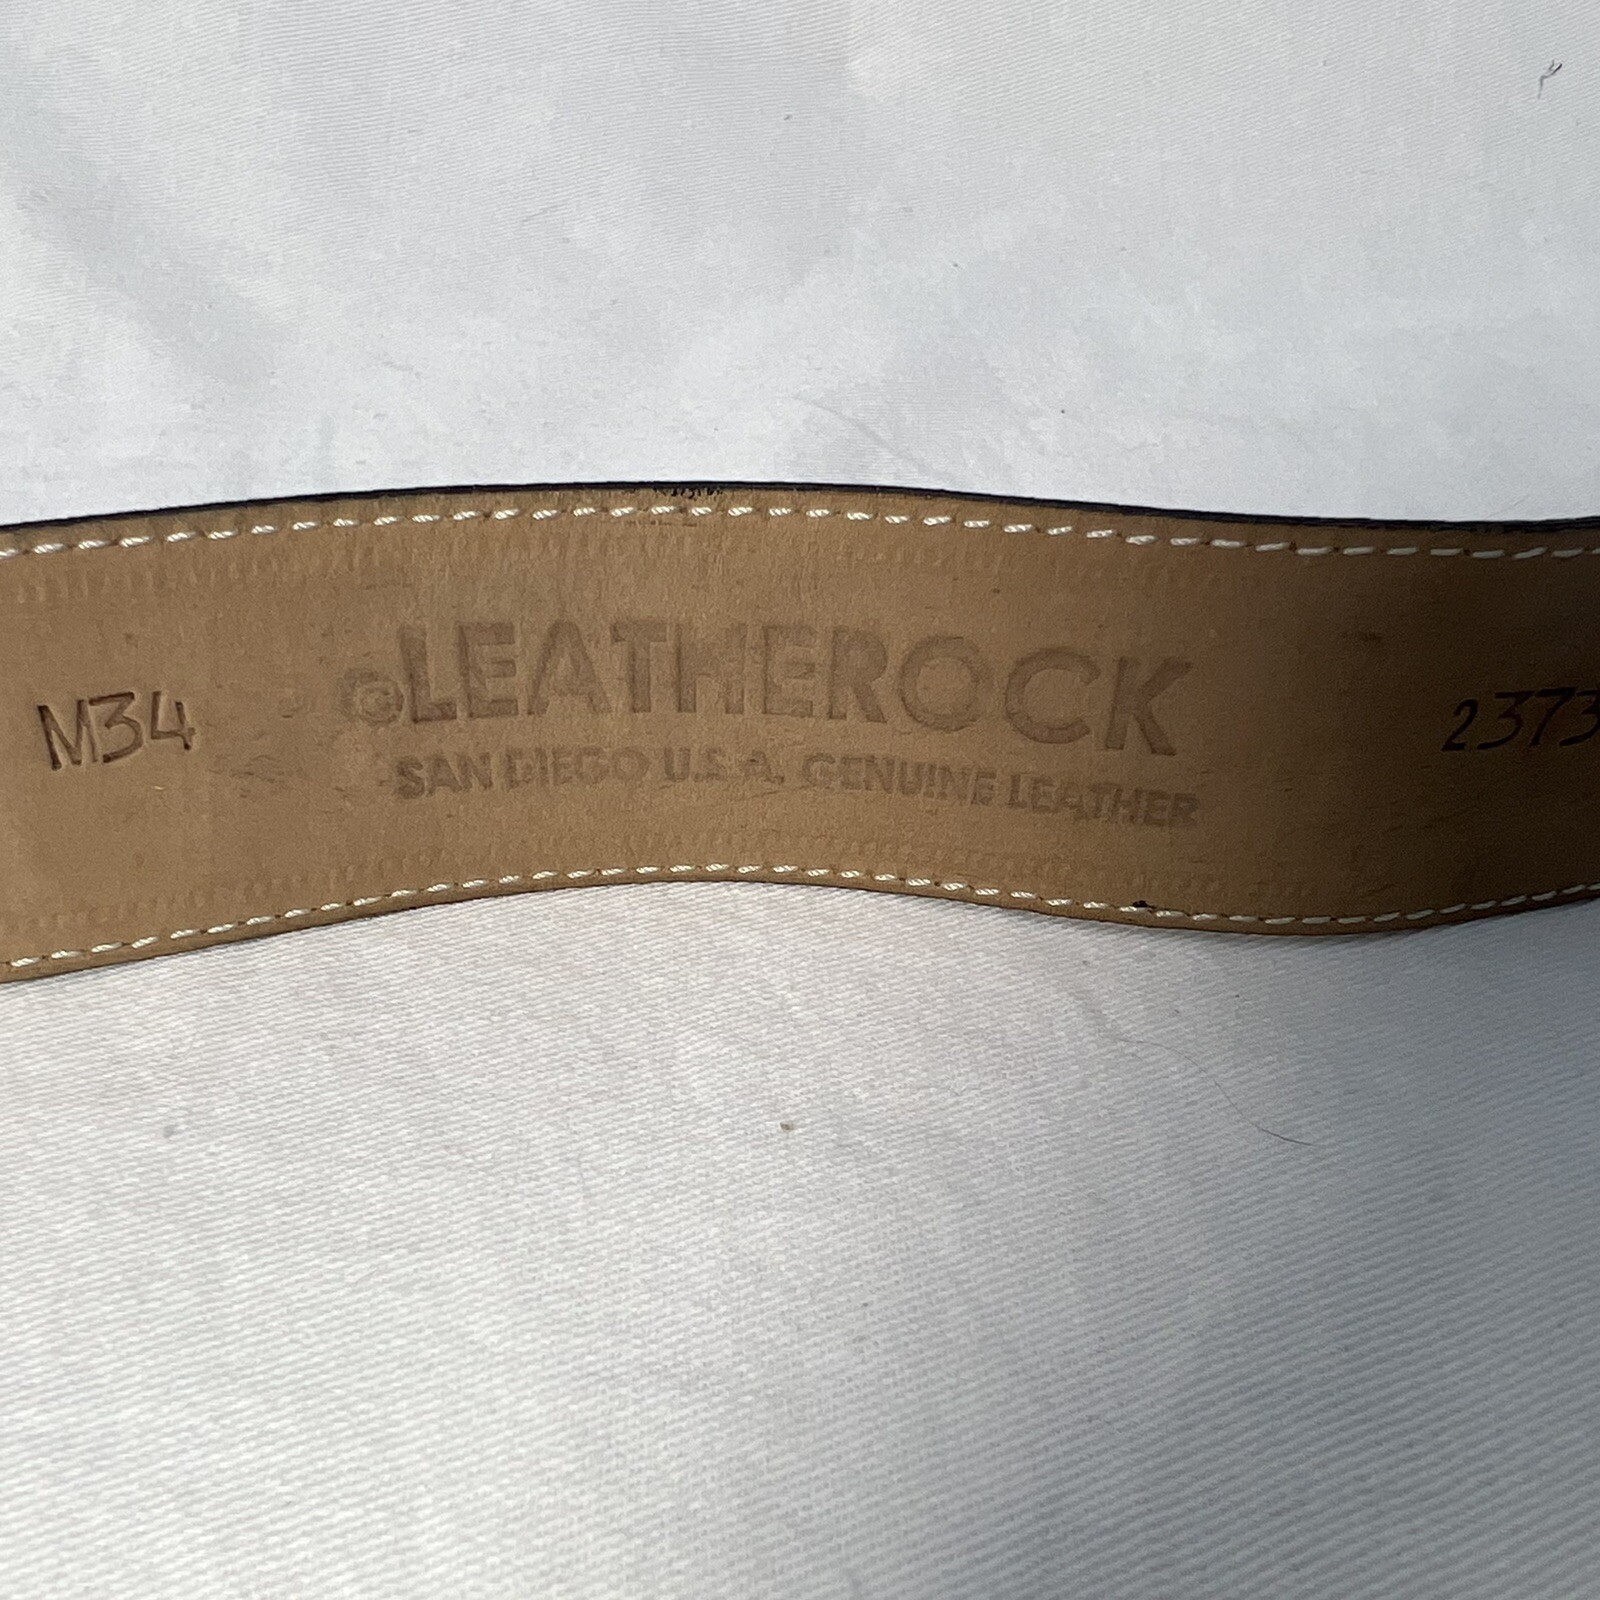 M34
©LEATHEROCK
SAN DIEGO U.S.A. GENUINE LEATHER
2373